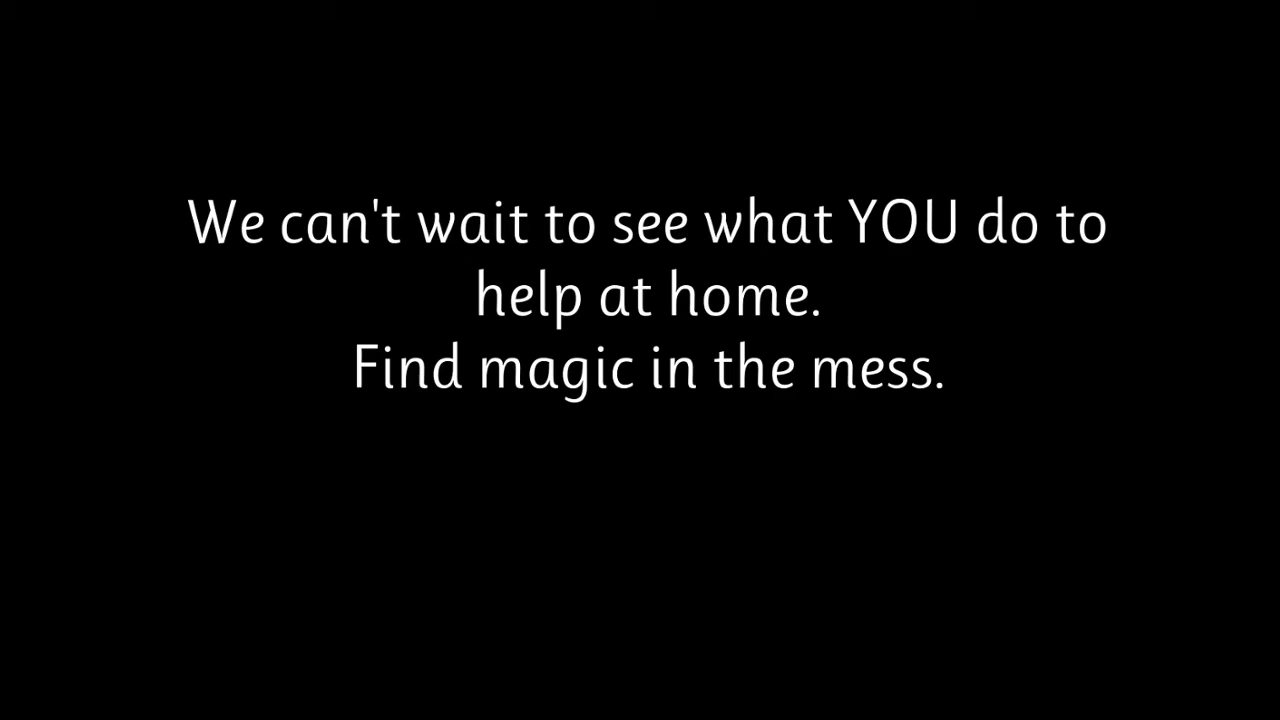 We can't wait to see what YOU do to
help at home.
Find magic in the mess.